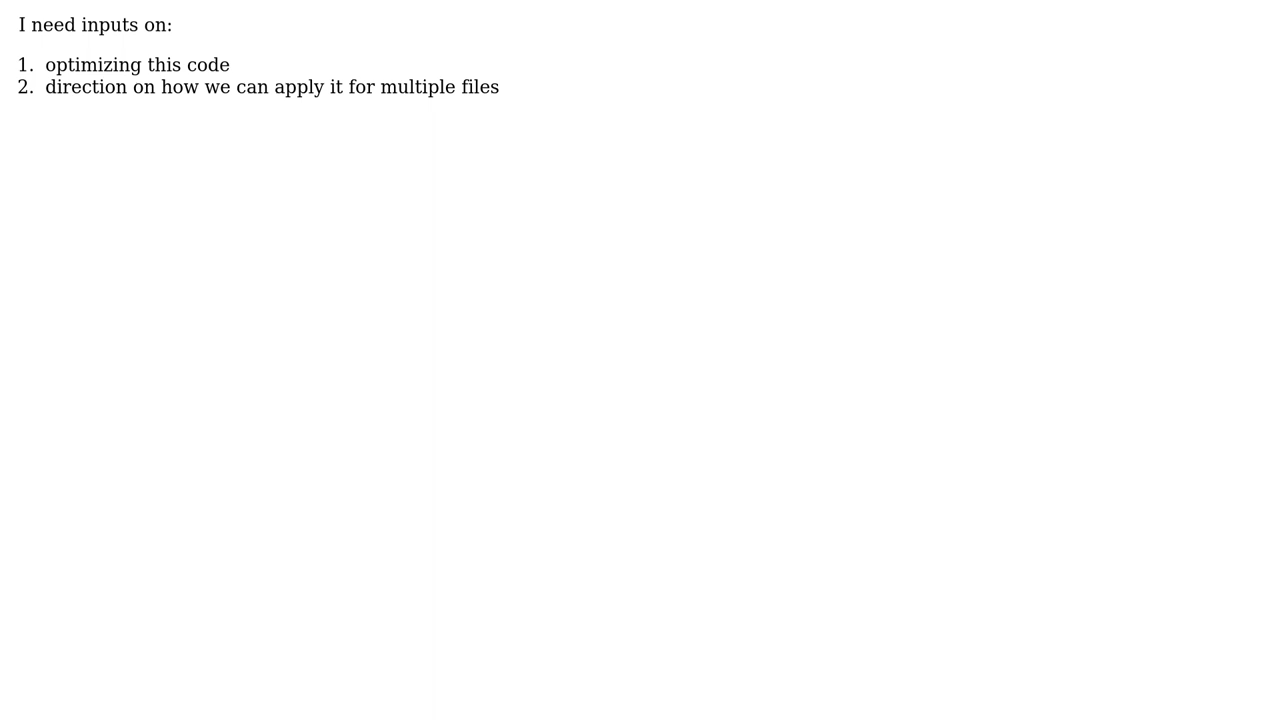 I need inputs on:
1. optimizing this code
2. direction on how we can apply it for multiple files